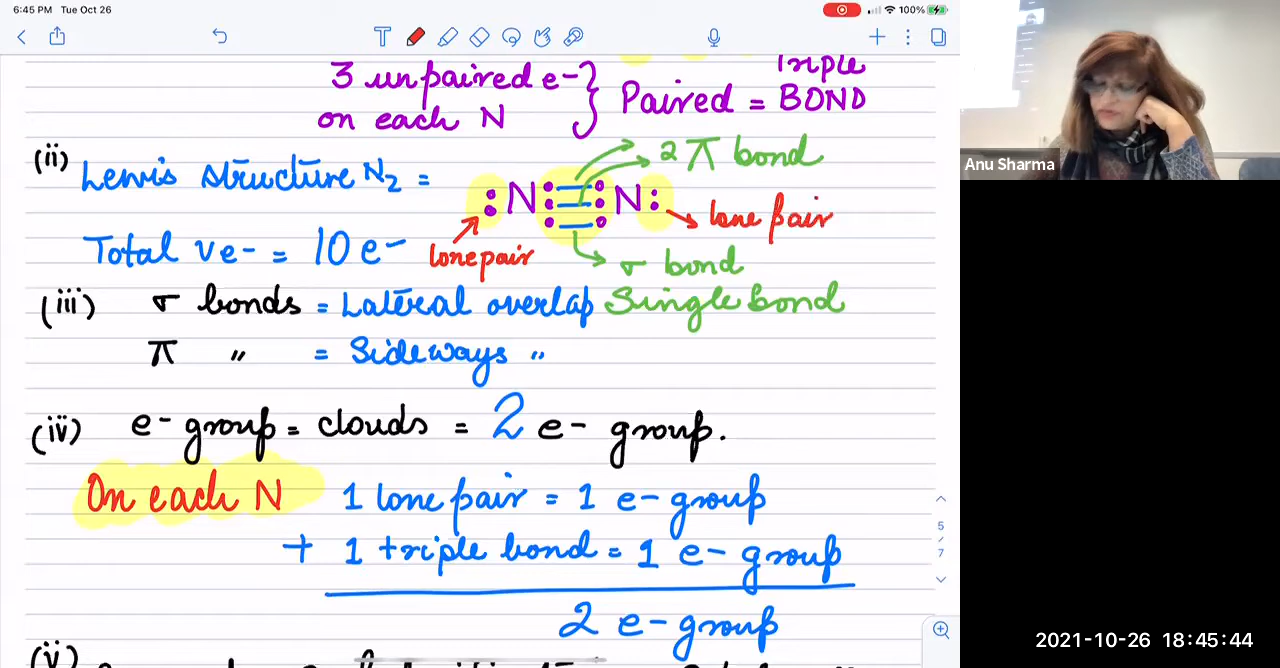 6:45 PM Tue Oct 26
100%
3 unpaired e-} Paired = Triple BOND
on each N
(ii) Lewis structure N2 = :N≡N: 2 π bond
lone pair
Total ve- = 10 e- lone pair σ bond
(iii) σ bonds = Lateral overlap Single bond
π " = Sideways "
(iv) e- group = clouds = 2 e- group.
On each N 1 lone pair = 1 e- group
+ 1 triple bond = 1 e- group
2 e- group
(v)
5/7
Anu Sharma
2021-10-26 18:45:44